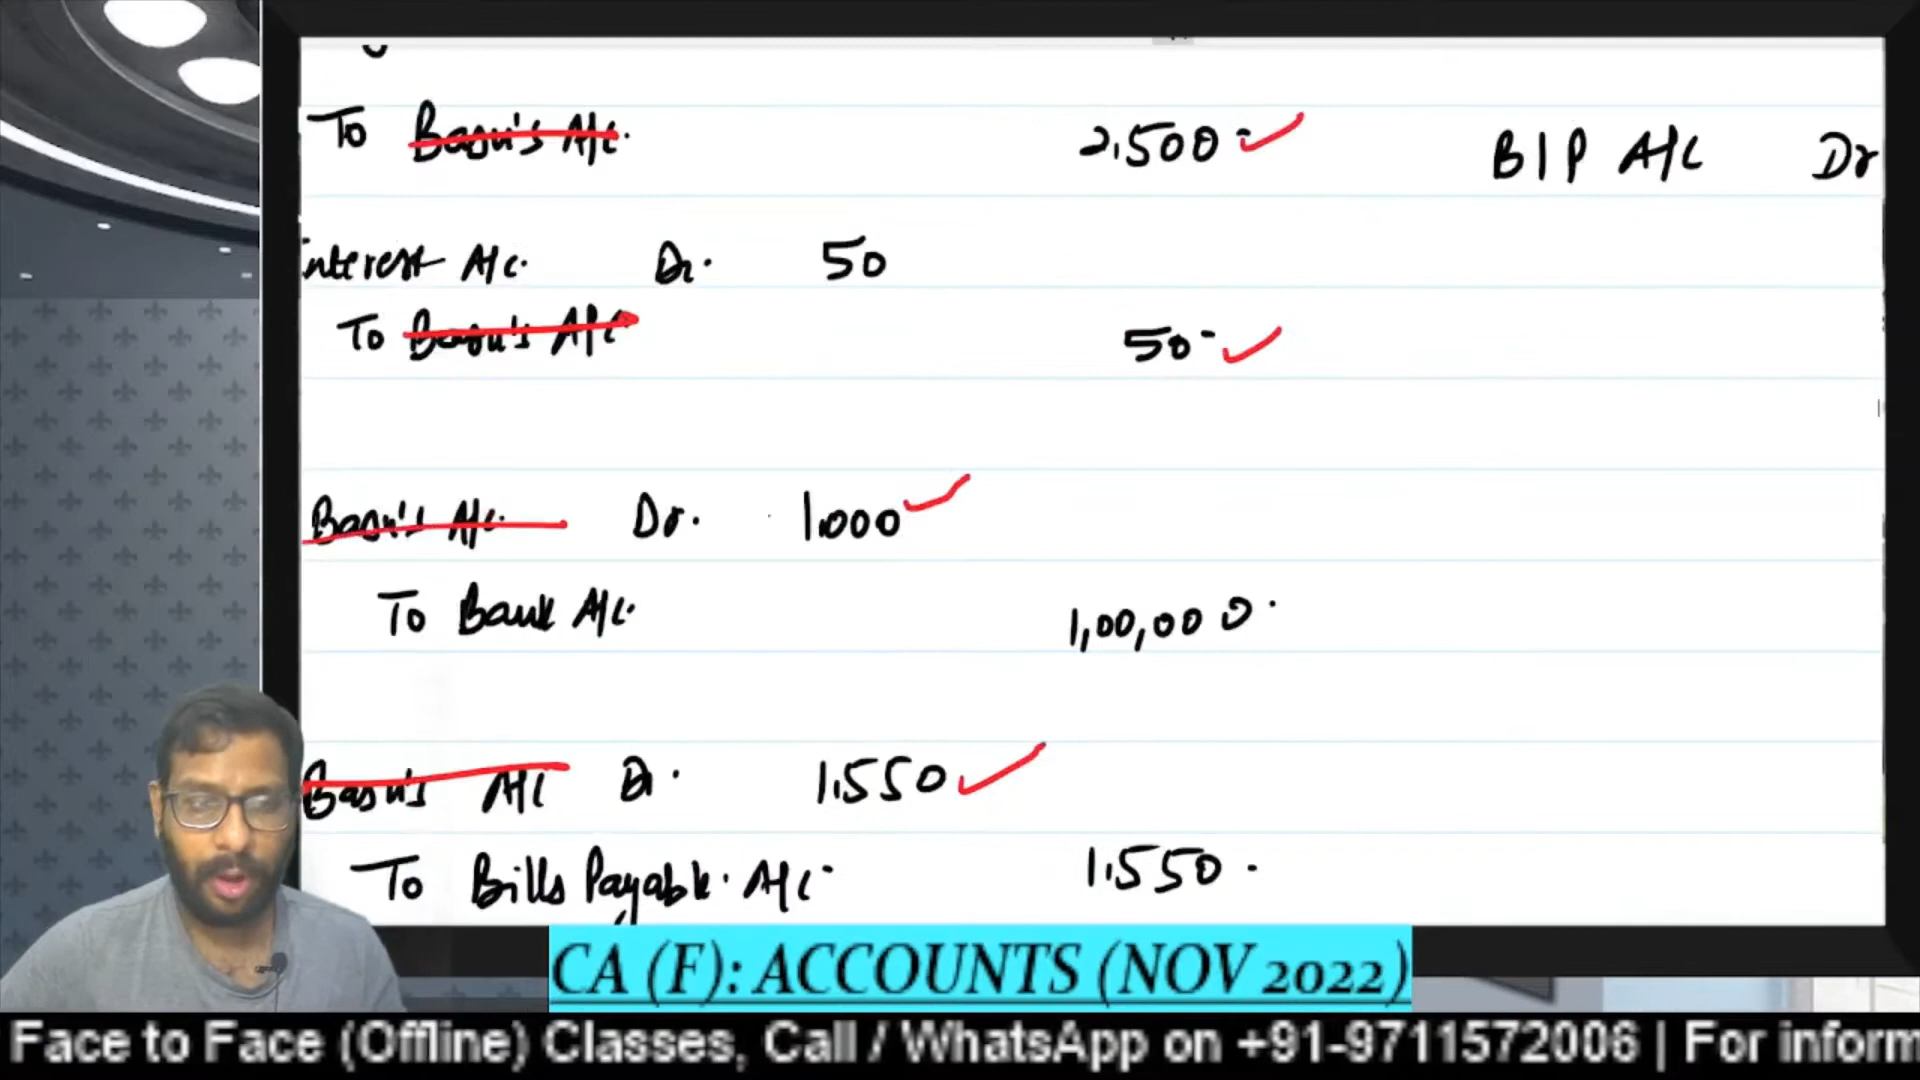 To Basu's A/c. 2,500
B/P A/C Dr
Interest A/c. Dr. 50
To Basu's A/c 50
Basu's A/c. Dr. 1,000
To Bank A/c. 1,00,000
Basu's A/C Dr. 1,550
To Bills Payable A/c 1,550
CA (F): ACCOUNTS (NOV 2022)
Face to Face (Offline) Classes, Call / WhatsApp on +91-9711572006 | For inform